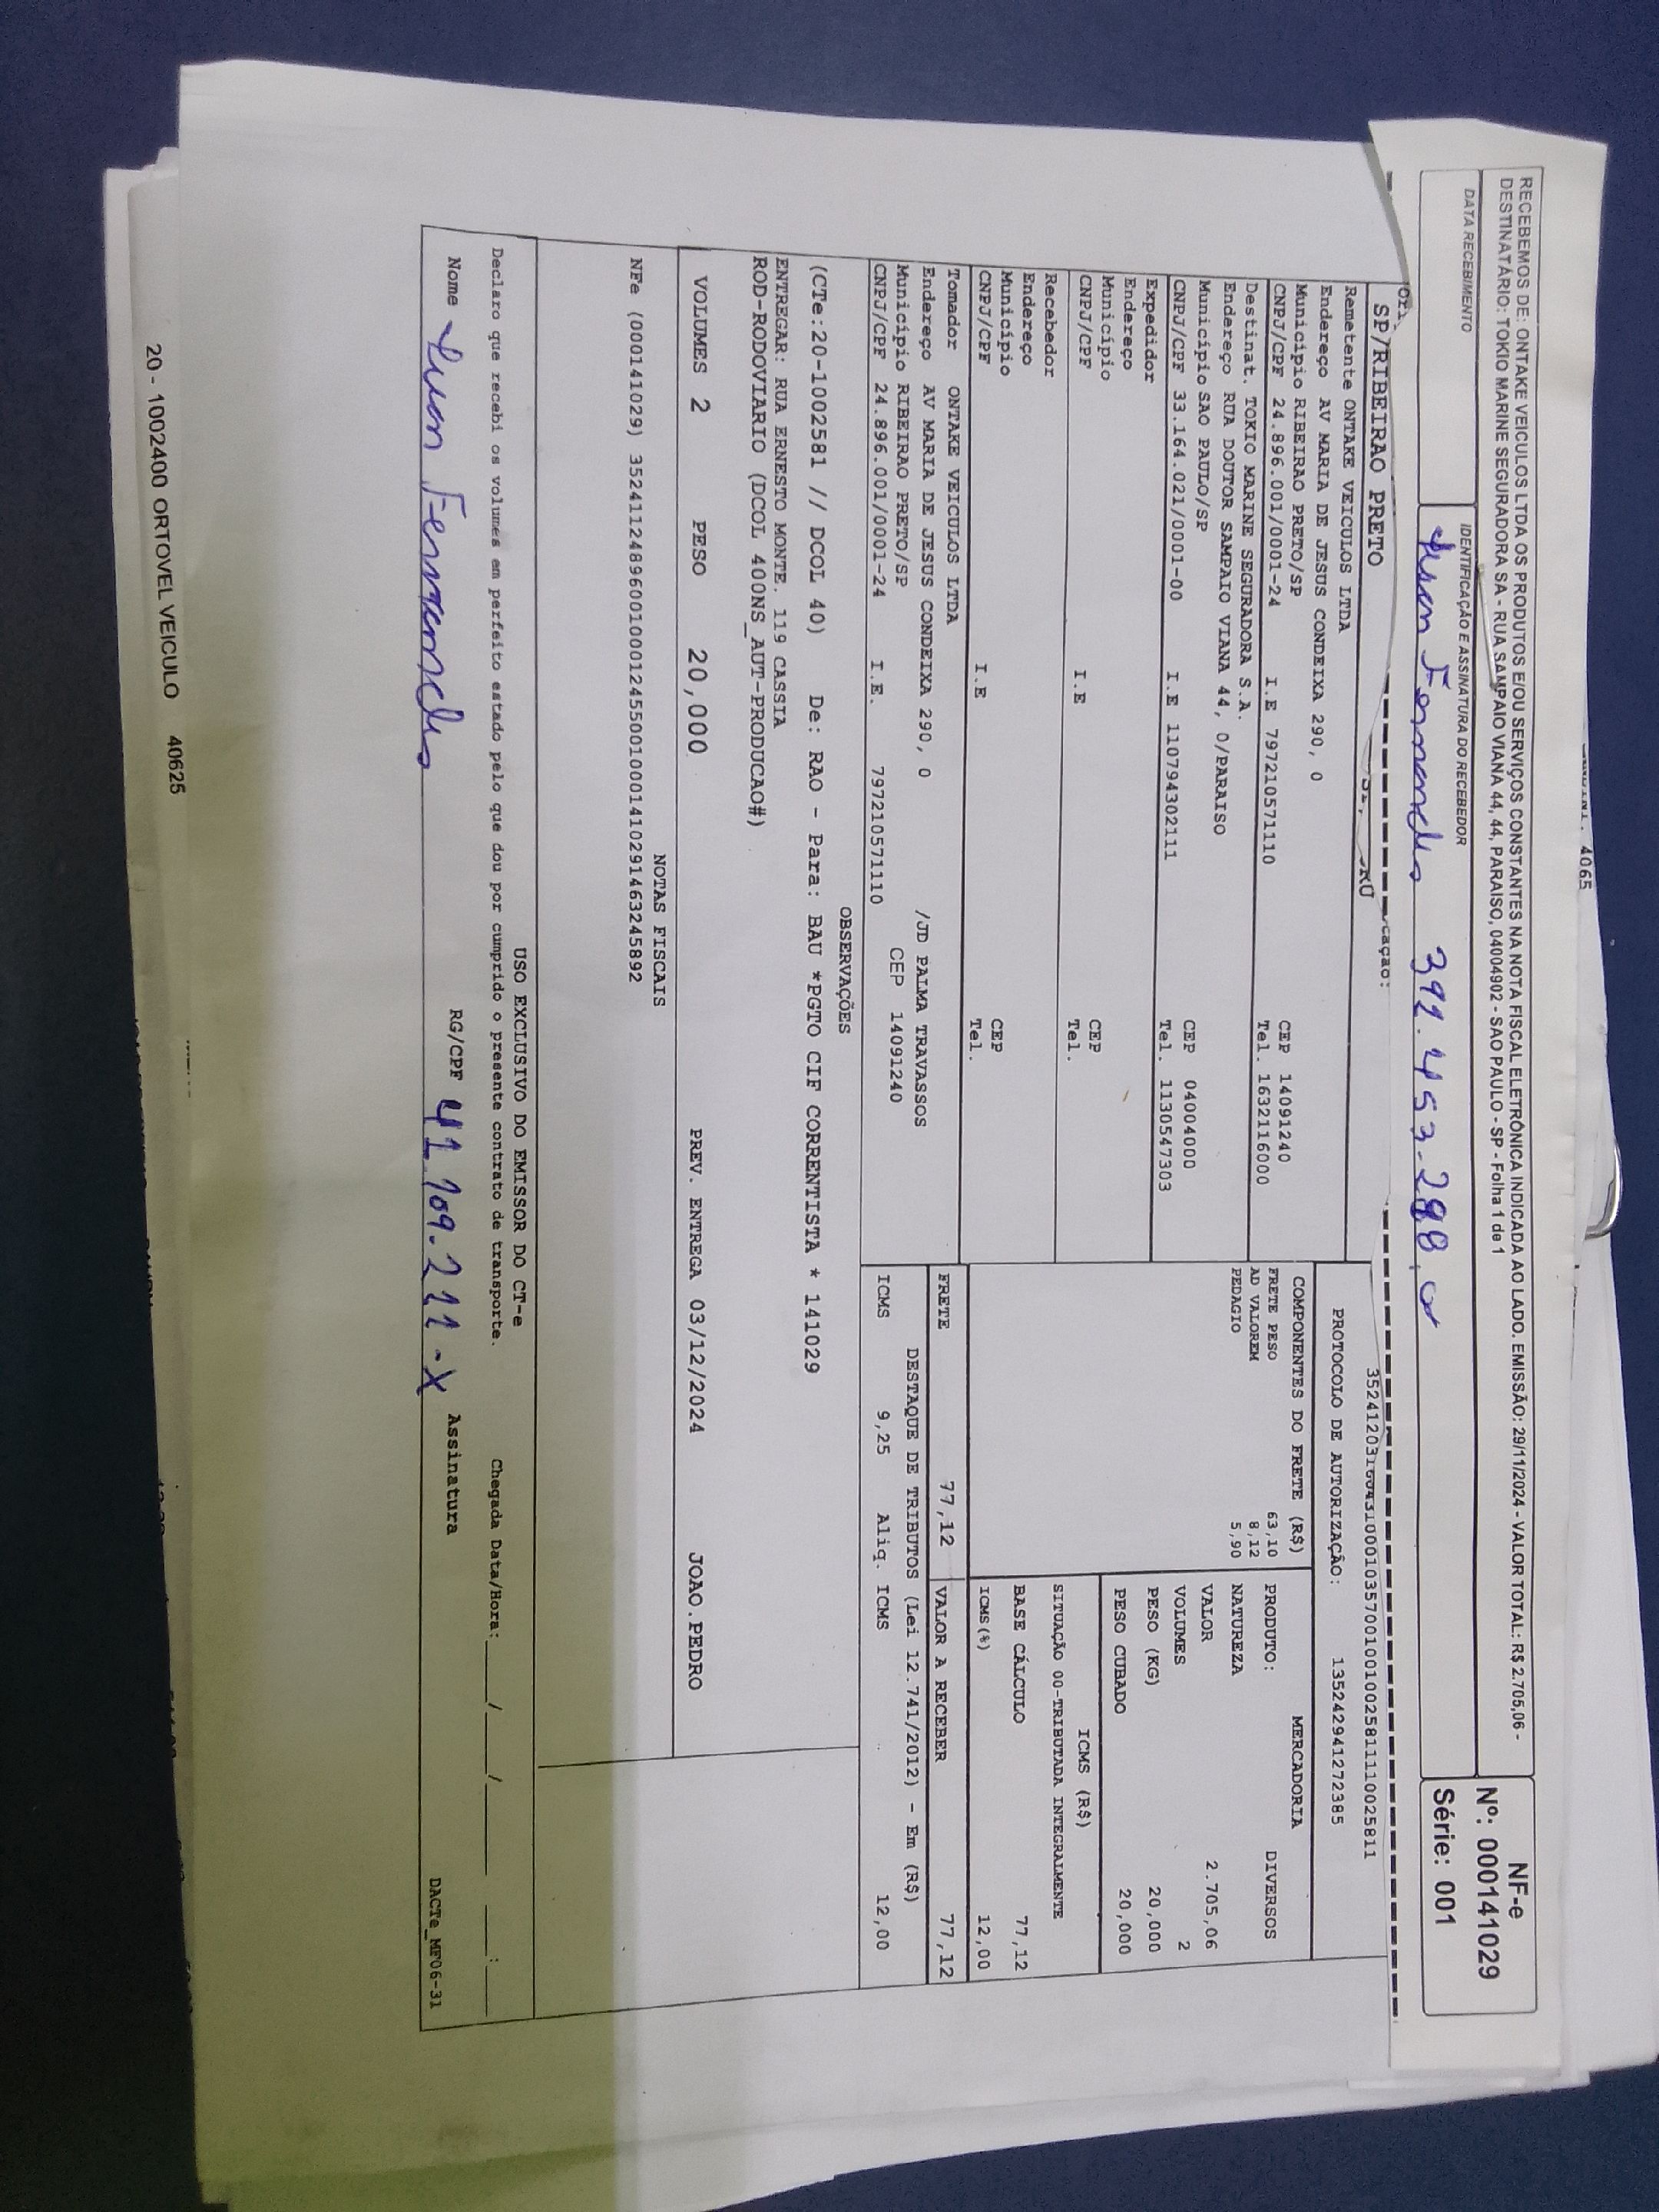 4065
RECEBEMOS DE: ONTAKE VEICULOS LTDA OS PRODUTOS E/OU SERVIÇOS CONSTANTES NA NOTA FISCAL ELETRÔNICA INDICADA AO LADO. EMISSÃO: 29/11/2024 - VALOR TOTAL: R$ 2.705,06 -
DESTINATÁRIO: TOKIO MARINE SEGURADORA SA - RUA SAMPAIO VIANA 44, 44, PARAISO, 04004902 - SAO PAULO - SP - Folha 1 de 1
NF-e
Nº: 000141029
Série: 001
DATA RECEBIMENTO
IDENTIFICAÇÃO E ASSINATURA DO RECEBEDOR
Fernandes
SP/RIBEIRAO PRETO
PROTOCOLO DE AUTORIZAÇÃO: 135242941272385
Remetente ONTAKE VEICULOS LTDA
Endereço AV MARIA DE JESUS CONDEIXA 290, 0
Município RIBEIRAO PRETO/SP CEP 14091240
CNPJ/CPF 24.896.001/0001-24 I.E 797210571110 Tel. 1632116000
Destinat. TOKIO MARINE SEGURADORA S.A.
Endereço RUA DOUTOR SAMPAIO VIANA 44, 0/PARAISO
Município SAO PAULO/SP CEP 04004000
CNPJ/CPF 33.164.021/0001-00 I.E 110794302111 Tel. 1130547303
Expedidor
Endereço
Município CEP
CNPJ/CPF I.E Tel.
Recebedor
Endereço
Município CEP
CNPJ/CPF I.E Tel.
Tomador ONTAKE VEICULOS LTDA
Endereço AV MARIA DE JESUS CONDEIXA 290, 0 /JD PALMA TRAVASSOS
Município RIBEIRAO PRETO/SP CEP 14091240
CNPJ/CPF 24.896.001/0001-24 I.E. 797210571110
COMPONENTES DO FRETE (R$)
FRETE PESO 63,10
AD VALOREM 8,12
PEDAGIO 5,90
MERCADORIA
PRODUTO: DIVERSOS
NATUREZA
VALOR 2.705,06
VOLUMES 2
PESO (KG) 20,000
PESO CUBADO 20,000
ICMS (R$)
SITUAÇÃO 00-TRIBUTADA INTEGRALMENTE
BASE CÁLCULO 77,12
ICMS(%) 12,00
FRETE 77,12 VALOR A RECEBER 77,12
DESTAQUE DE TRIBUTOS (Lei 12.741/2012) - Em (R$)
ICMS 9,25 Aliq. ICMS 12,00
OBSERVAÇÕES
(CTe:20-1002581 // DCOL 40) De: RAO - Para: BAU *PGTO CIF CORRENTISTA * 141029
ENTREGAR: RUA ERNESTO MONTE. 119 CASSIA
ROD-RODOVIARIO (DCOL 400NS_AUT-PRODUCAO#)
VOLUMES 2 PESO 20,000 PREV. ENTREGA 03/12/2024 JOAO.PEDRO
NOTAS FISCAIS
NFe (000141029) 35241124896001000124550010001410291463245892
USO EXCLUSIVO DO EMISSOR DO CT-e
Declaro que recebi os volumes em perfeito estado pelo que dou por cumprido o presente contrato de transporte. Chegada Data/Hora:____/____/____ ____:____
Nome Fernandes RG/CPF 41.109.211-X Assinatura
DACTe_MF06-31
20 - 1002400 ORTOVEL VEICULO 40625